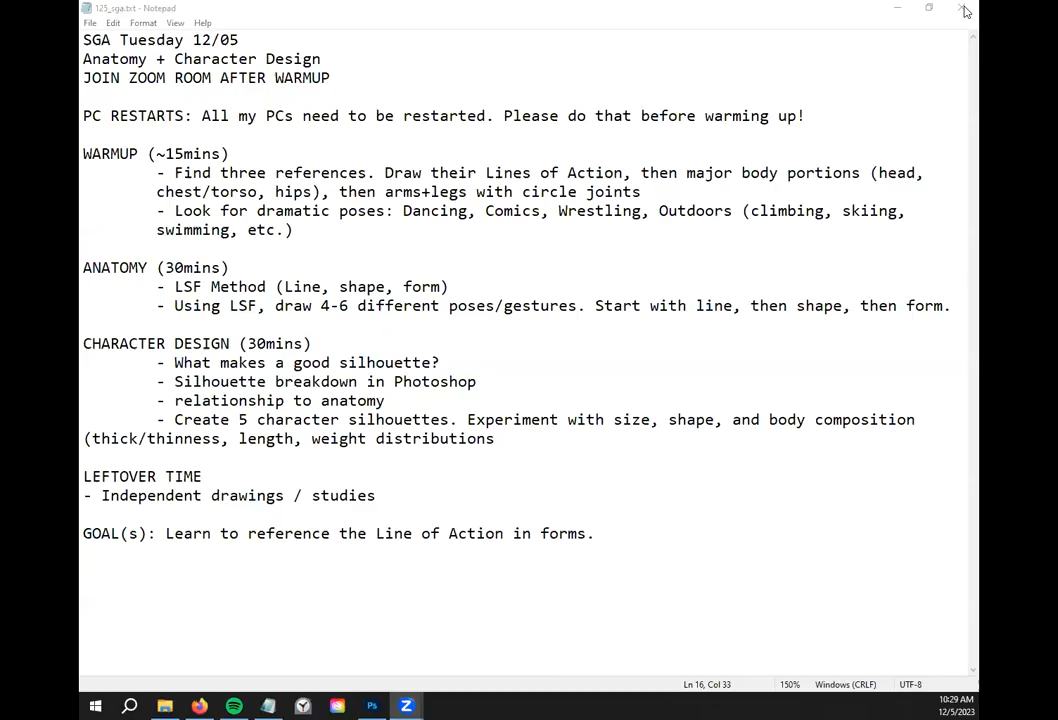 125_sga.txt - Notepad
File Edit Format View Help
SGA Tuesday 12/05
Anatomy + Character Design
JOIN ZOOM ROOM AFTER WARMUP
PC RESTARTS: All my PCs need to be restarted. Please do that before warming up!
WARMUP (~15mins)
- Find three references. Draw their Lines of Action, then major body portions (head,
chest/torso, hips), then arms+legs with circle joints
- Look for dramatic poses: Dancing, Comics, Wrestling, Outdoors (climbing, skiing,
swimming, etc.)
ANATOMY (30mins)
- LSF Method (Line, shape, form)
- Using LSF, draw 4-6 different poses/gestures. Start with line, then shape, then form.
CHARACTER DESIGN (30mins)
- What makes a good silhouette?
- Silhouette breakdown in Photoshop
- relationship to anatomy
- Create 5 character silhouettes. Experiment with size, shape, and body composition
(thick/thinness, length, weight distributions
LEFTOVER TIME
- Independent drawings / studies
GOAL(s): Learn to reference the Line of Action in forms.
Ln 16, Col 33 150% Windows (CRLF) UTF-8
Ps Z 10:29 AM
12/5/2023